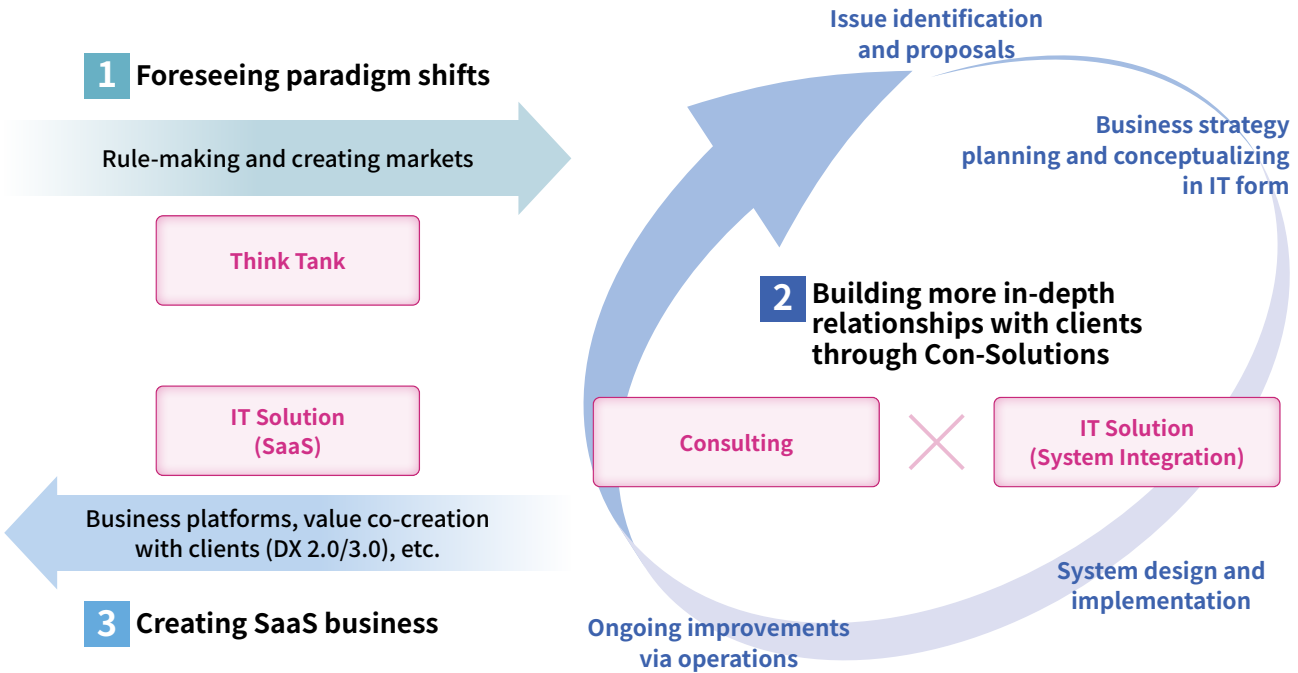 1 Foreseeing paradigm shifts
Rule-making and creating markets
Think Tank
IT Solution
(SaaS)
Business platforms, value co-creation
with clients (DX 2.0/3.0), etc.
3 Creating SaaS business
Issue identification
and proposals
Business strategy
planning and conceptualizing
in IT form
2 Building more in-depth
relationships with clients
through Con-Solutions
Consulting
IT Solution
(System Integration)
System design and
implementation
Ongoing improvements
via operations